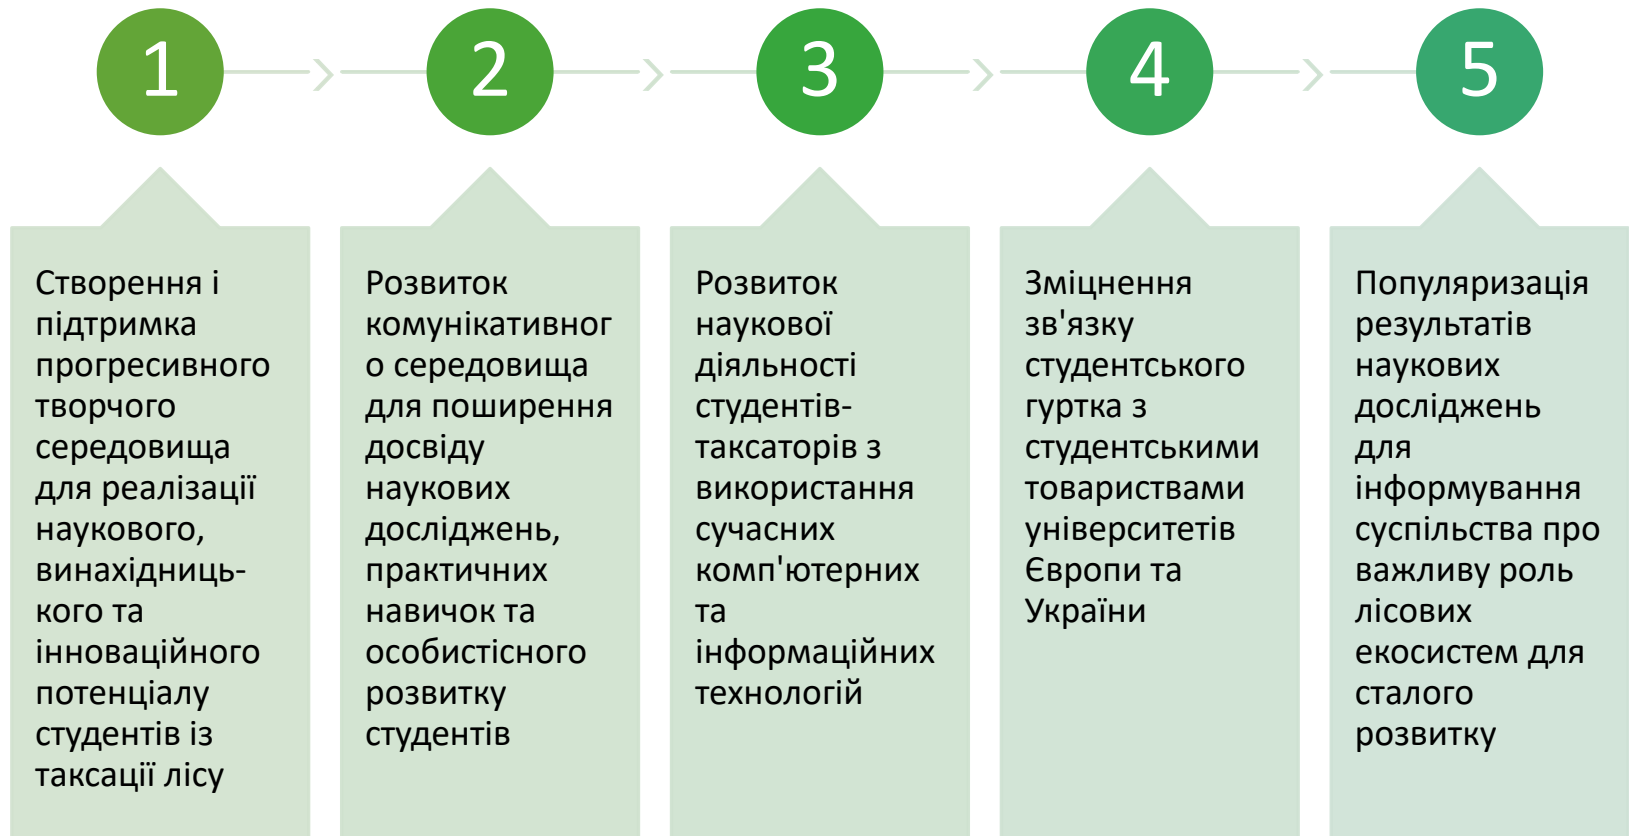 1
2
3
4
5
Створення і
підтримка
прогресивного
творчого
середовища
для реалізації
наукового,
винахідниць-
кого та
інноваційного
потенціалу
студентів із
таксації лісу
Розвиток
комунікативног
о середовища
для поширення
досвіду
наукових
досліджень,
практичних
навичок та
особистісного
розвитку
студентів
Розвиток
наукової
діяльності
студентів-
таксаторів з
використання
сучасних
комп'ютерних
та
інформаційних
технологій
Зміцнення
зв'язку
студентського
гуртка з
студентськими
товариствами
університетів
Європи та
України
Популяризація
результатів
наукових
досліджень
для
інформування
суспільства про
важливу роль
лісових
екосистем для
сталого
розвитку